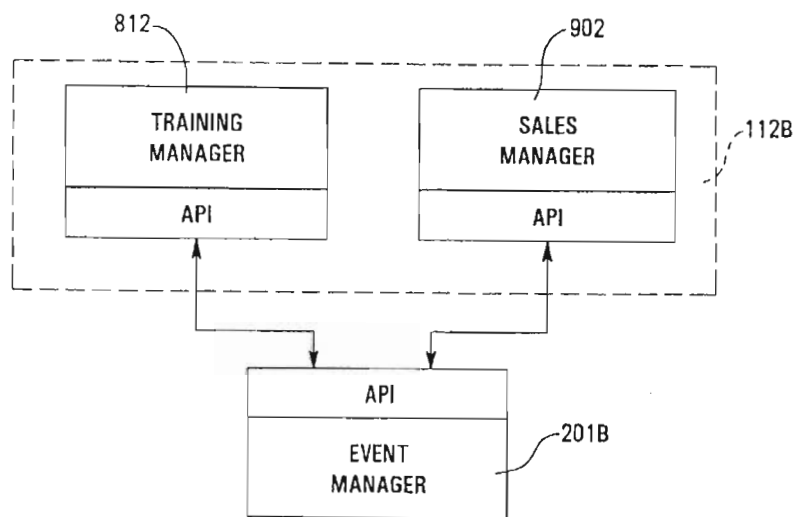 812
902
TRAINING
MANAGER
SALES
MANAGER
112B
API
API
API
EVENT
MANAGER
201B